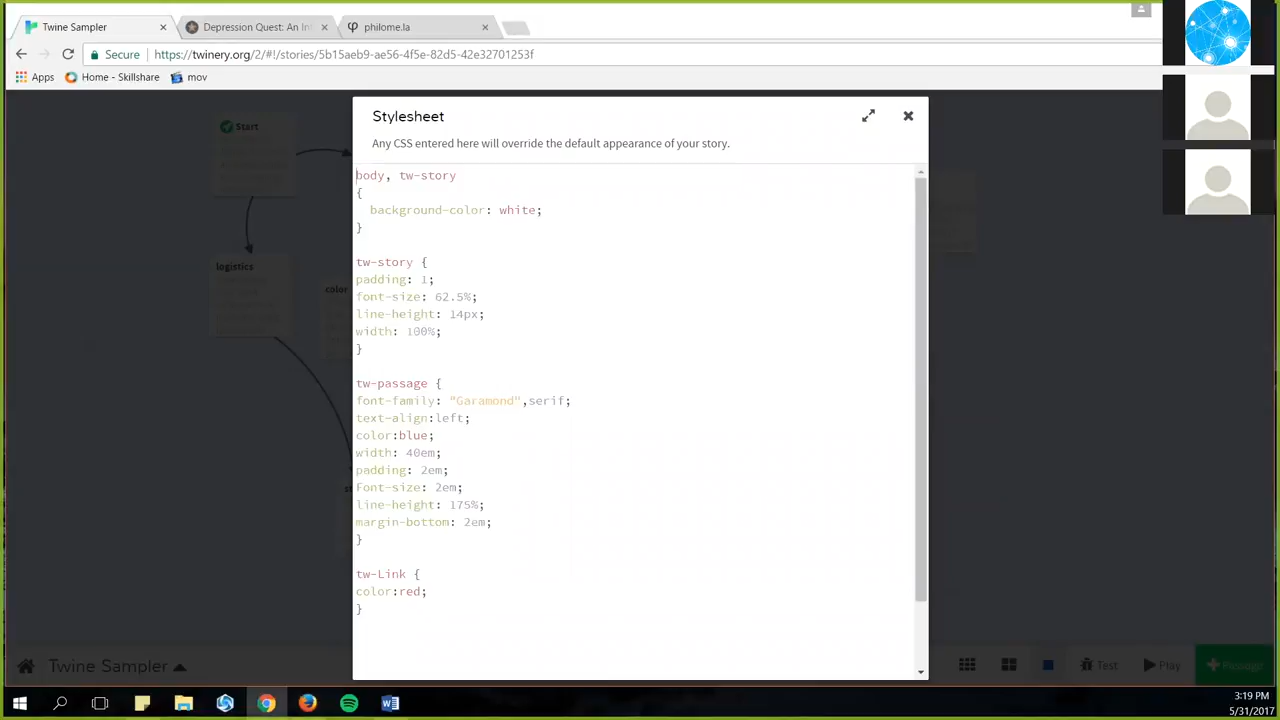 Twine Sampler
Depression Quest: An Int
philome.la
Secure
https://twinery.org/2/#!/stories/5b15aeb9-ae56-4f5e-82d5-42e32701253f
Apps
Home - Skillshare
mov
Start
logistics
color
st
Stylesheet
Any CSS entered here will override the default appearance of your story.
body, tw-story
{
background-color: white;
}
tw-story {
padding: 1;
font-size: 62.5%;
line-height: 14px;
width: 100%;
}
tw-passage {
font-family: "Garamond",serif;
text-align:left;
color:blue;
width: 40em;
padding: 2em;
Font-size: 2em;
line-height: 175%;
margin-bottom: 2em;
}
tw-Link {
color:red;
}
Twine Sampler
Test
Play
+Passage
3:19 PM
5/31/2017